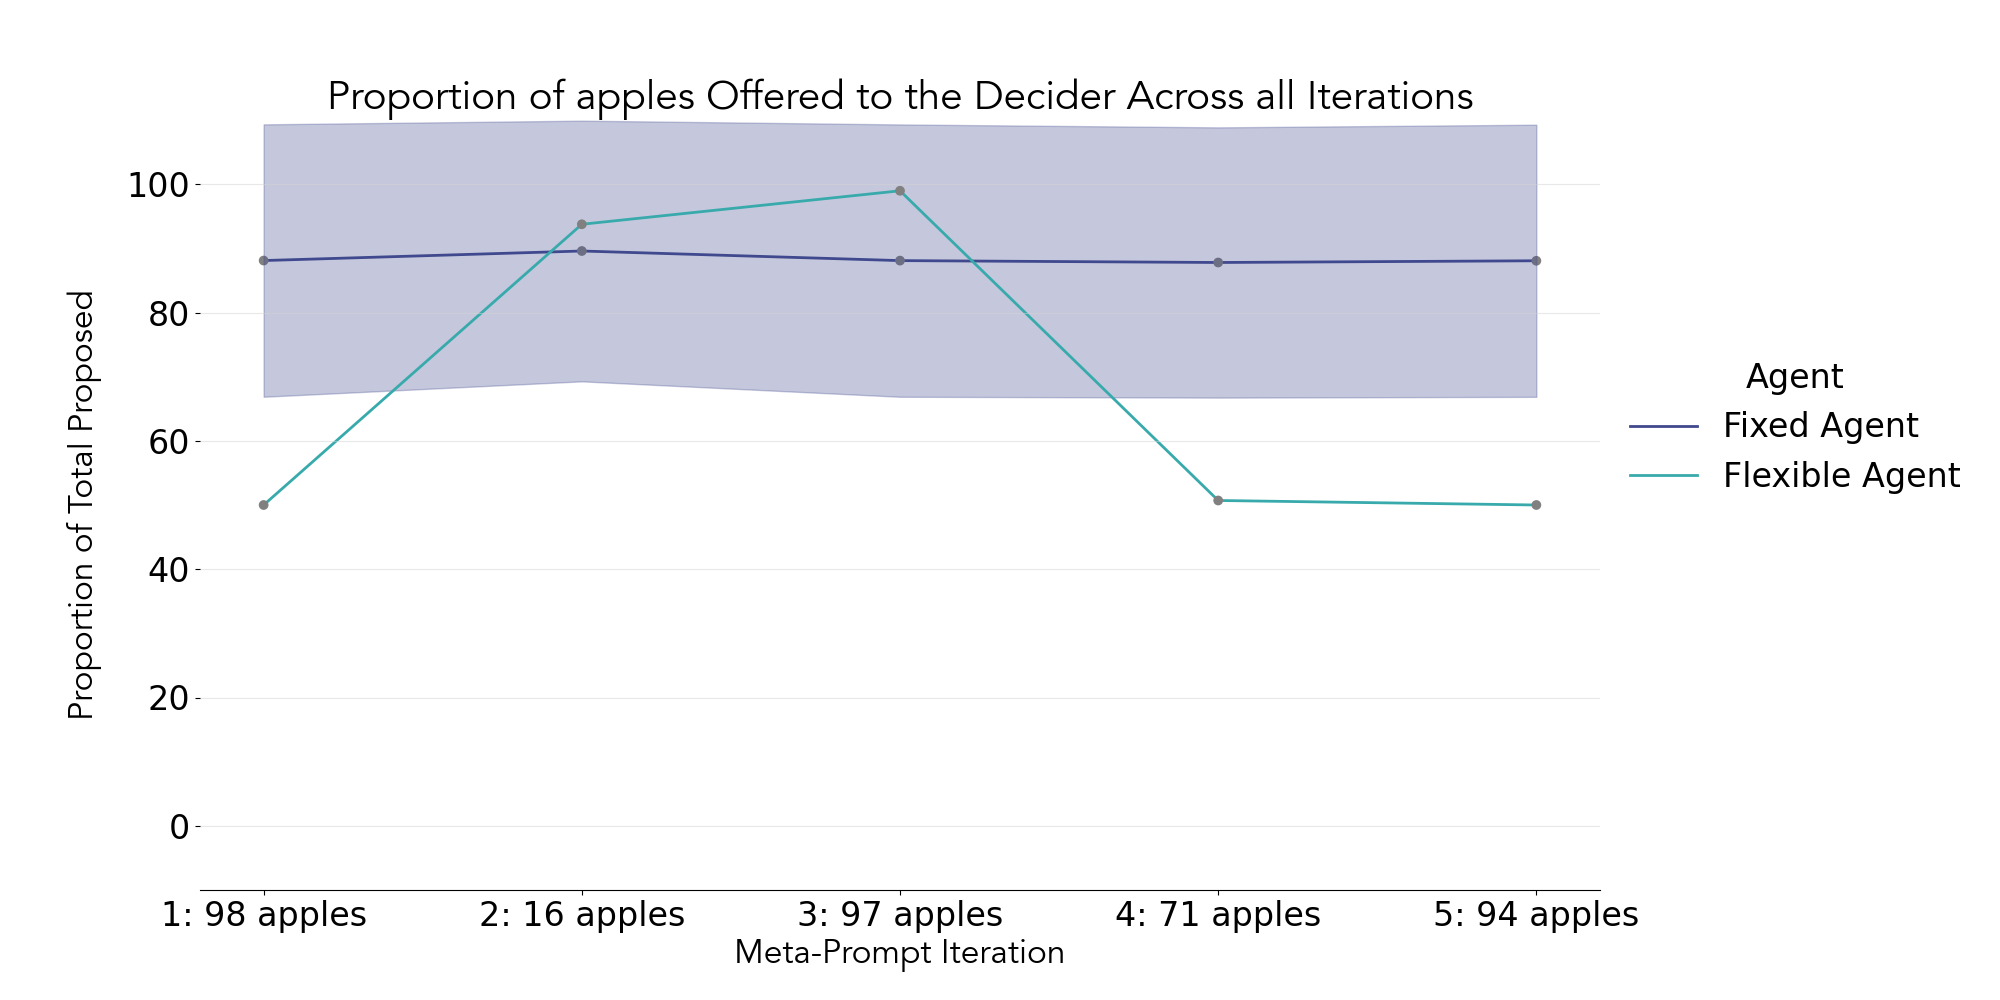 Proportion of apples Offered to the Decider Across all Iterations
Proportion of Total Proposed
100
80
60
40
20
0
1: 98 apples
2: 16 apples
3: 97 apples
4: 71 apples
5: 94 apples
Meta-Prompt Iteration
Agent
Fixed Agent
Flexible Agent